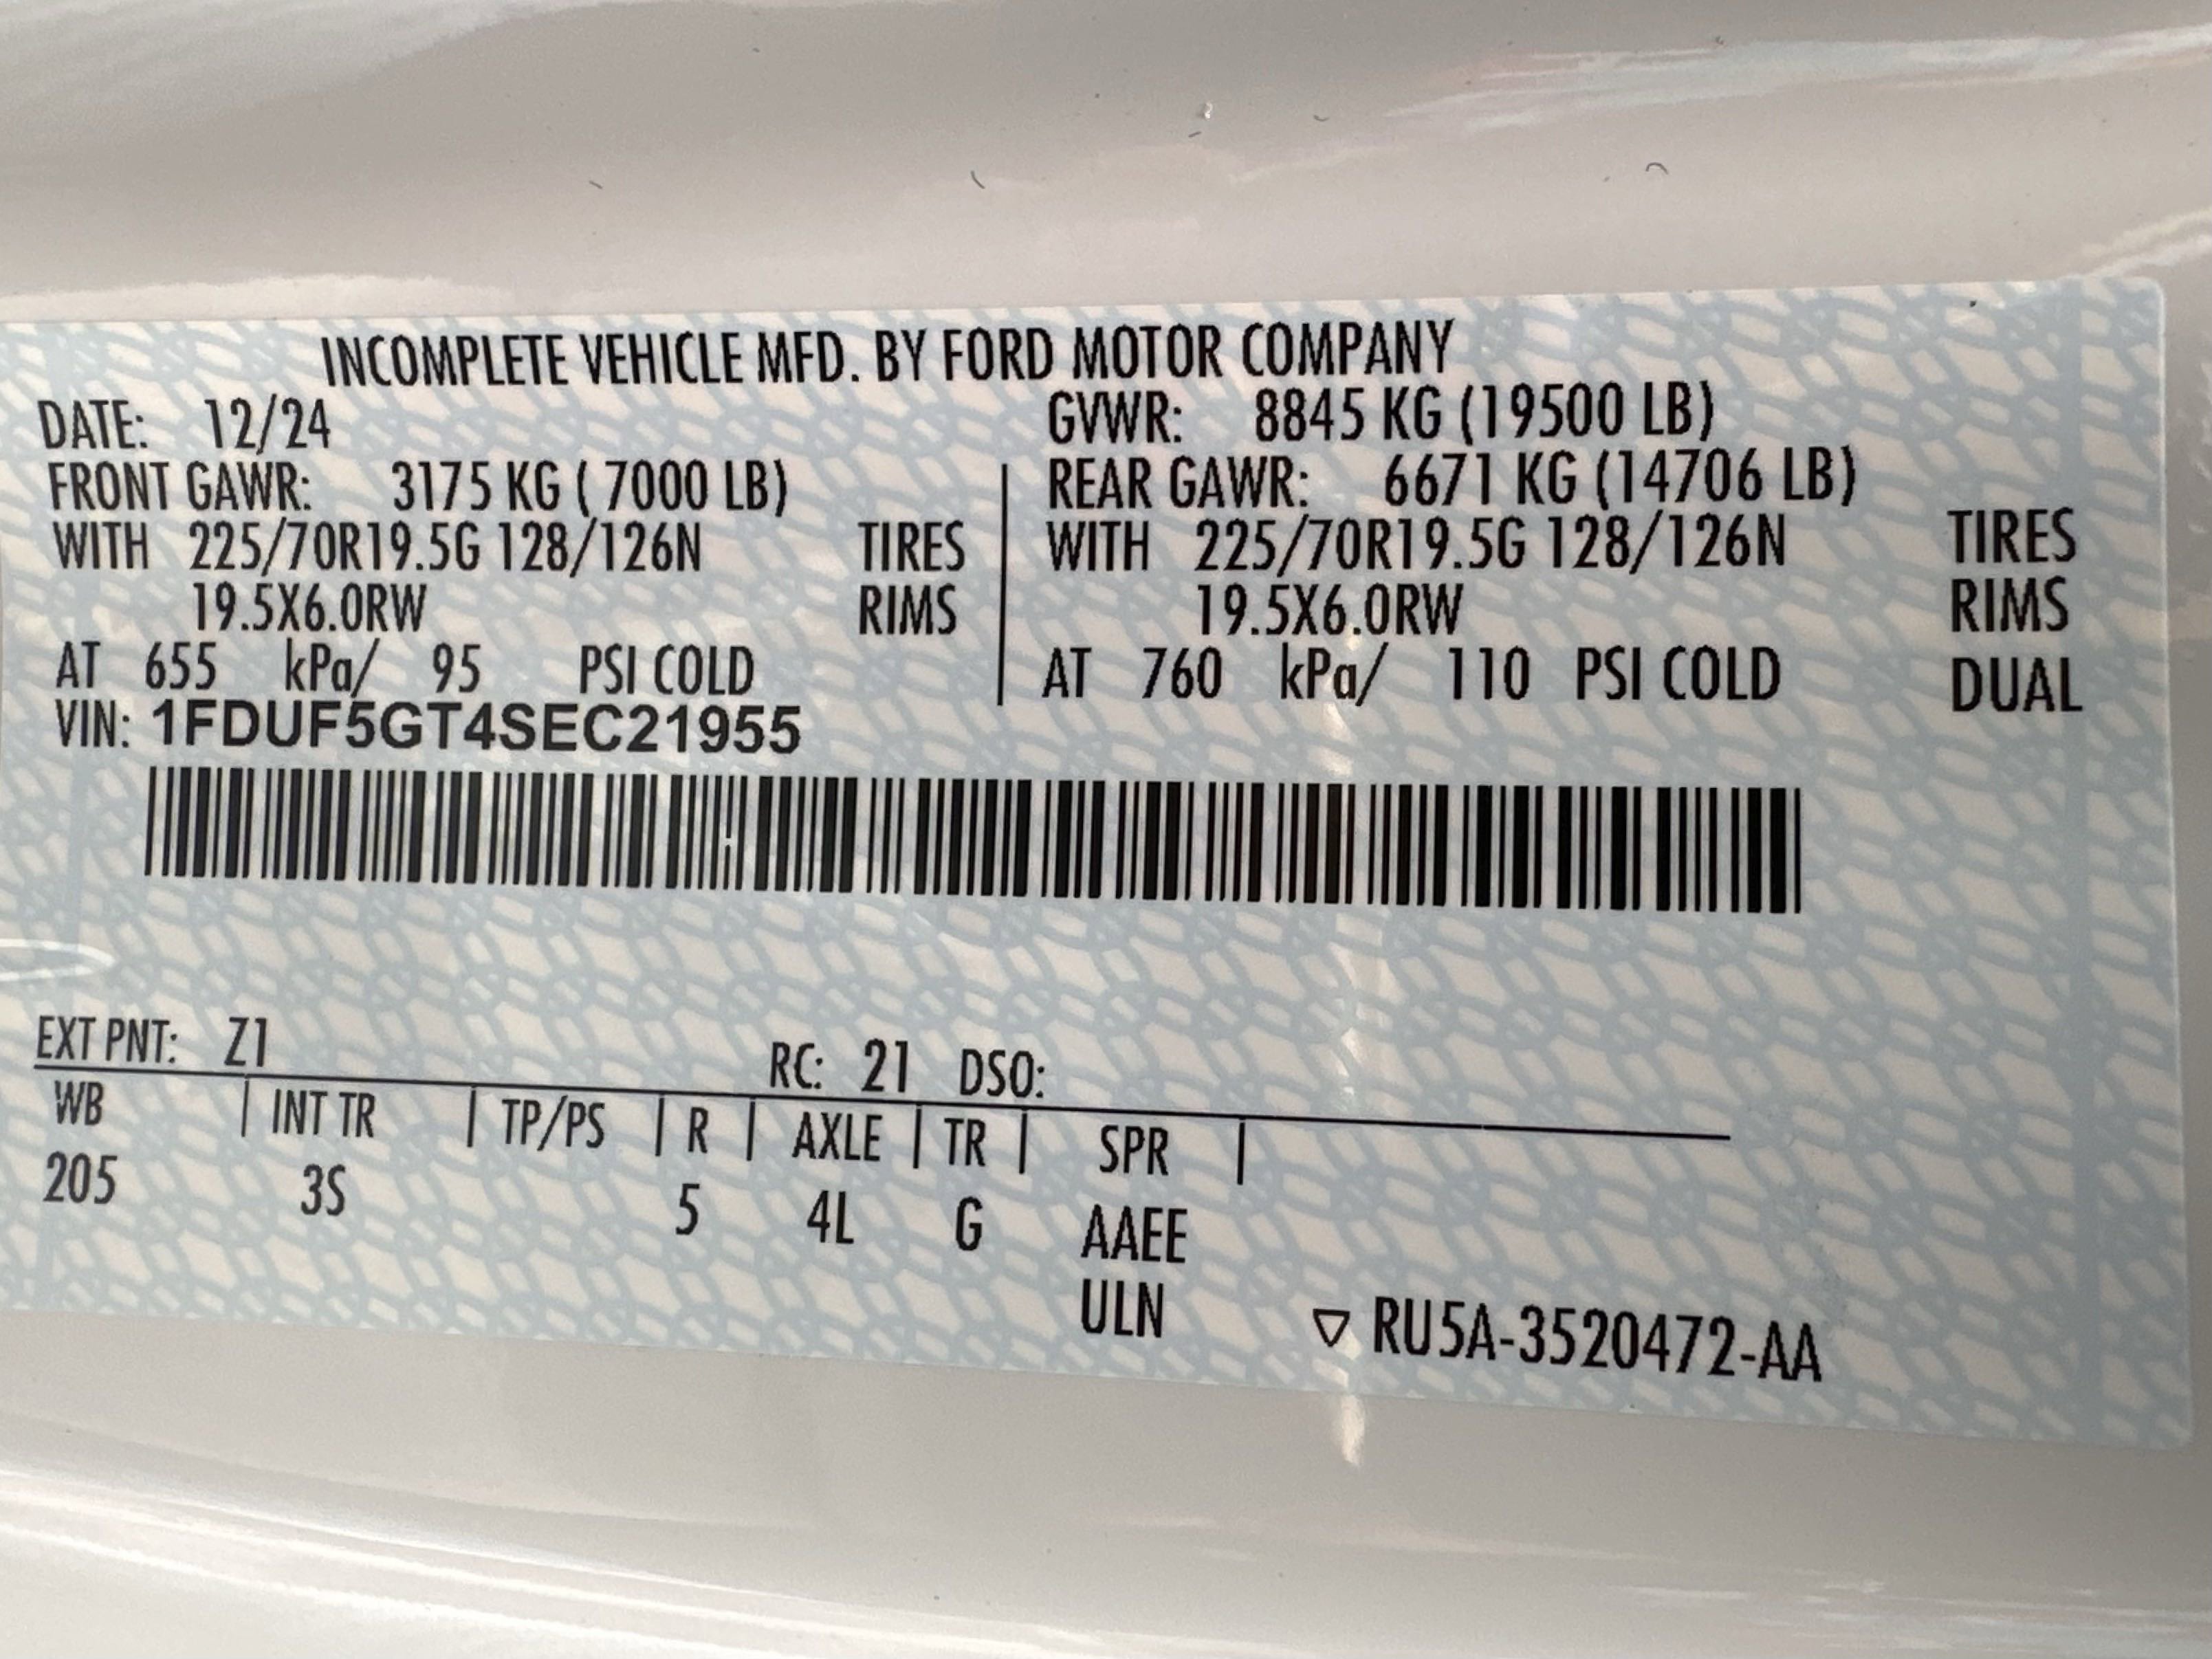 INCOMPLETE VEHICLE MFD. BY FORD MOTOR COMPANY
DATE: 12/24 GVWR: 8845 KG (19500 LB)
FRONT GAWR: 3175 KG ( 7000 LB) REAR GAWR: 6671 KG (14706 LB)
WITH 225/70R19.5G 128/126N TIRES WITH 225/70R19.5G 128/126N TIRES
19.5X6.0RW RIMS 19.5X6.0RW RIMS
AT 655 kPa/ 95 PSI COLD AT 760 kPa/ 110 PSI COLD DUAL
VIN: 1FDUF5GT4SEC21955
EXT PNT: Z1 RC: 21 DSO:
WB | INT TR | TP/PS | R | AXLE | TR | SPR |
205 3S 5 4L G AAEE
ULN ▽ RU5A-3520472-AA